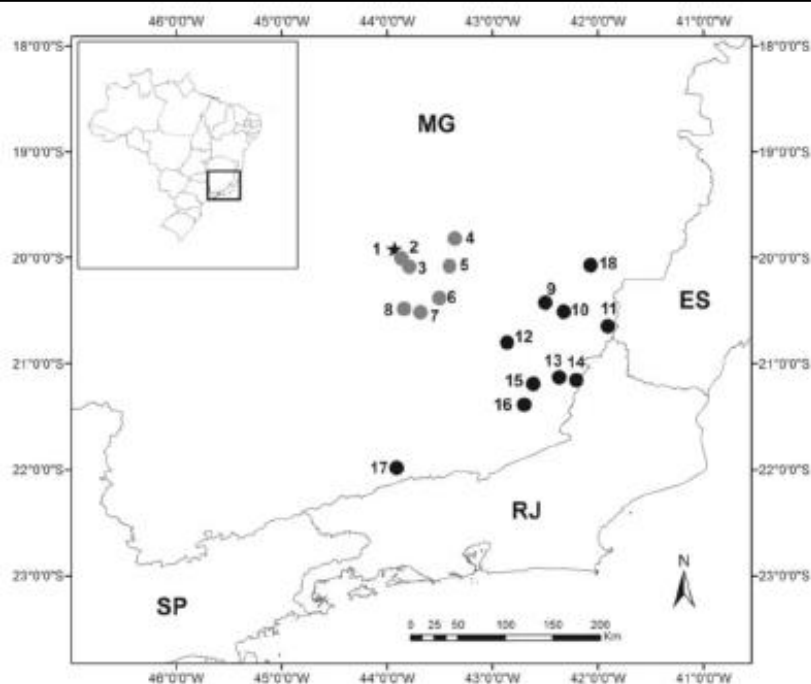 46°0'0"W 45°0'0"W 44°0'0"W 43°0'0"W 42°0'0"W 41°0'0"W
18°0'0"S 18°0'0"S
MG
19°0'0"S 19°0'0"S
1 2 4
20°0'0"S 20°0'0"S
3 5 18
9 ES
6 10 11
8 7
12
21°0'0"S 21°0'0"S
13 14
15
16
22°0'0"S 17 22°0'0"S
RJ
N
23°0'0"S 23°0'0"S
SP
0 25 50 100 150 200
Km
46°0'0"W 45°0'0"W 44°0'0"W 43°0'0"W 42°0'0"W 41°0'0"W